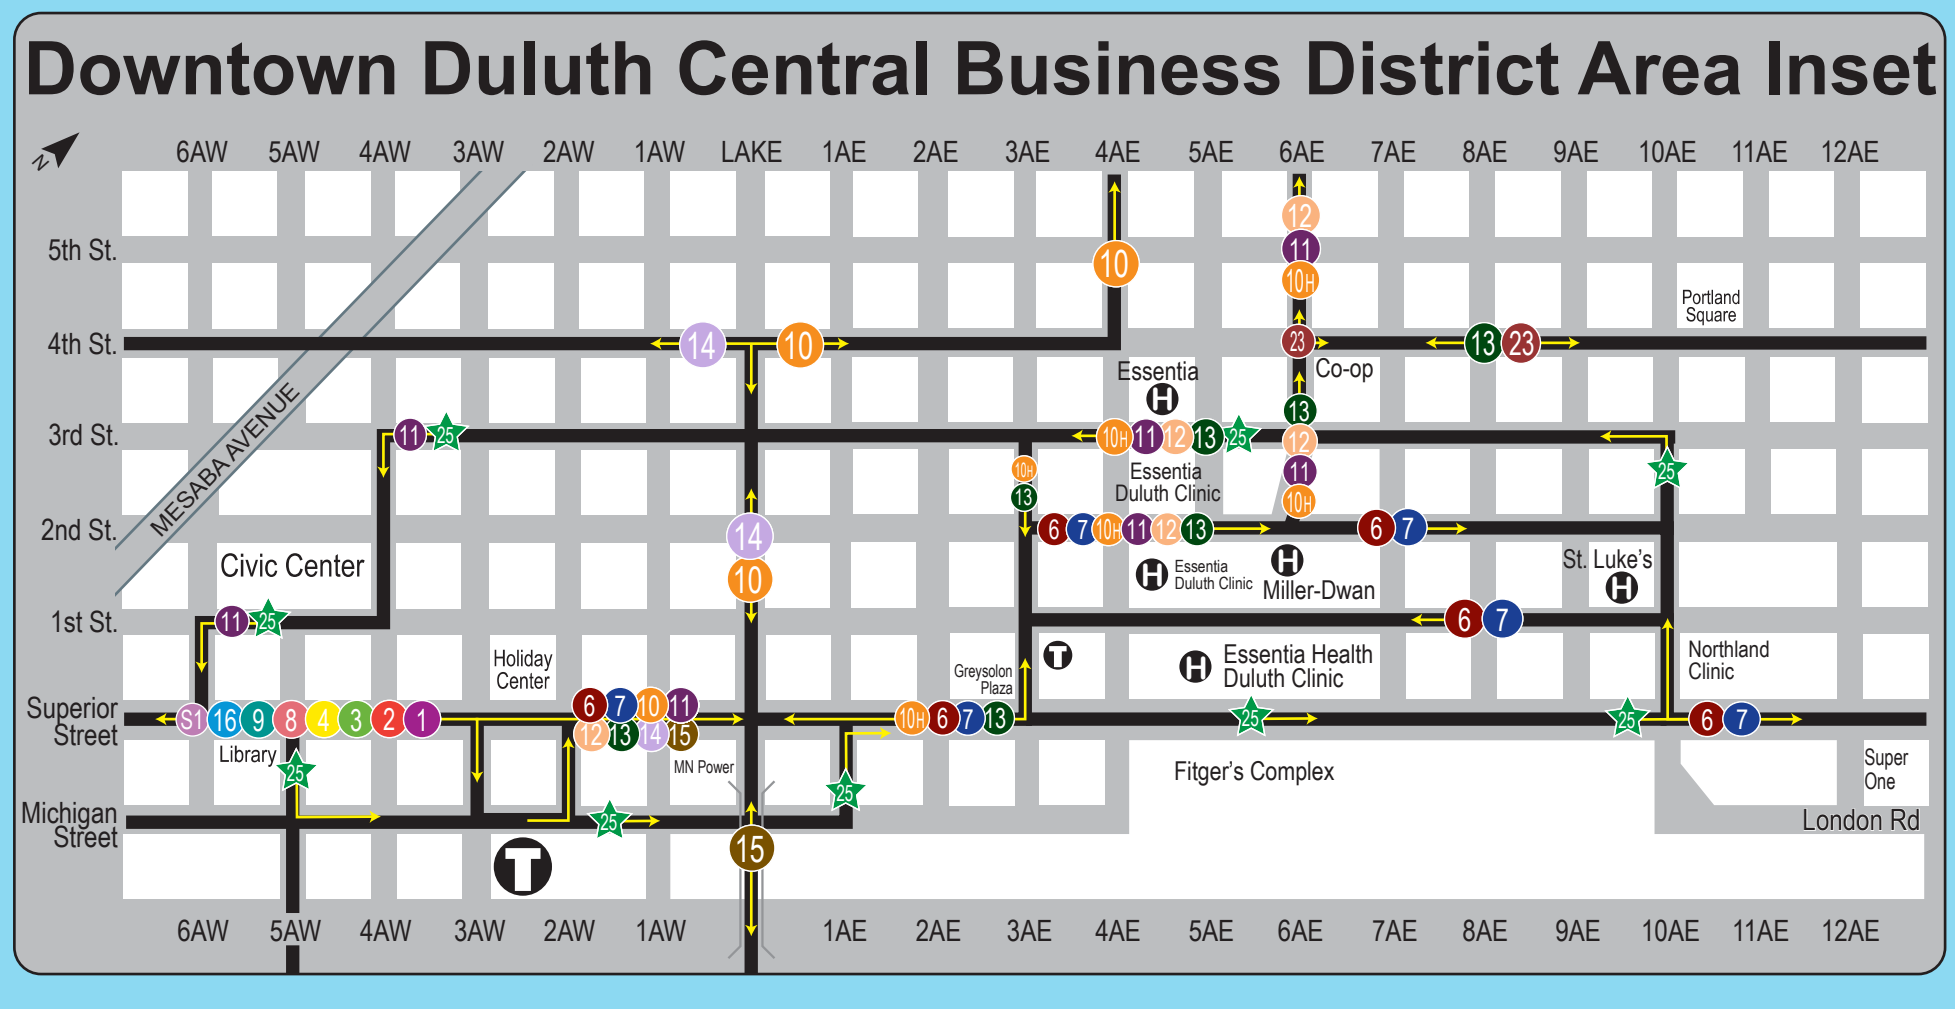 Downtown Duluth Central Business District Area Inset
N
6AW 5AW 4AW 3AW 2AW 1AW LAKE 1AE 2AE 3AE 4AE 5AE 6AE 7AE 8AE 9AE 10AE 11AE 12AE
12
5th St.
11
10
10H
Portland
Square
4th St.
14 10
23
13 23
Co-op
Essentia
H
MESABA AVENUE
13
3rd St.
11 25
10H 11 12 13 25
12
10H
Essentia
Duluth Clinic
11
25
13
10H
2nd St.
14
6 7 10H 11 12 13
6 7
Civic Center
10
H Essentia
Duluth Clinic
H
Miller-Dwan
St. Luke's
H
1st St.
11 25
6 7
Holiday
Center
Greysolon
Plaza
T
H Essentia Health
Duluth Clinic
Northland
Clinic
Superior
Street
S1 16 9 8 4 3 2 1
6 7 10 11
12 13 14 15
10H 6 7 13
25
25 6 7
Library
25
MN Power
25
Fitger's Complex
Super
One
Michigan
Street
25
London Rd
15
T
6AW 5AW 4AW 3AW 2AW 1AW 1AE 2AE 3AE 4AE 5AE 6AE 7AE 8AE 9AE 10AE 11AE 12AE